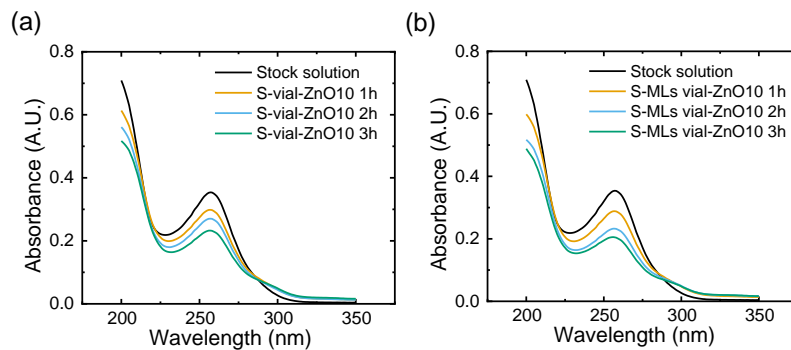 (a)
Absorbance (A.U.)
0.8
0.6
0.4
0.2
0.0
Stock solution
S-vial-ZnO10 1h
S-vial-ZnO10 2h
S-vial-ZnO10 3h
200 250 300 350
Wavelength (nm)
(b)
Absorbance (A.U.)
0.8
0.6
0.4
0.2
0.0
Stock solution
S-MLs vial-ZnO10 1h
S-MLs vial-ZnO10 2h
S-MLs vial-ZnO10 3h
200 250 300 350
Wavelength (nm)